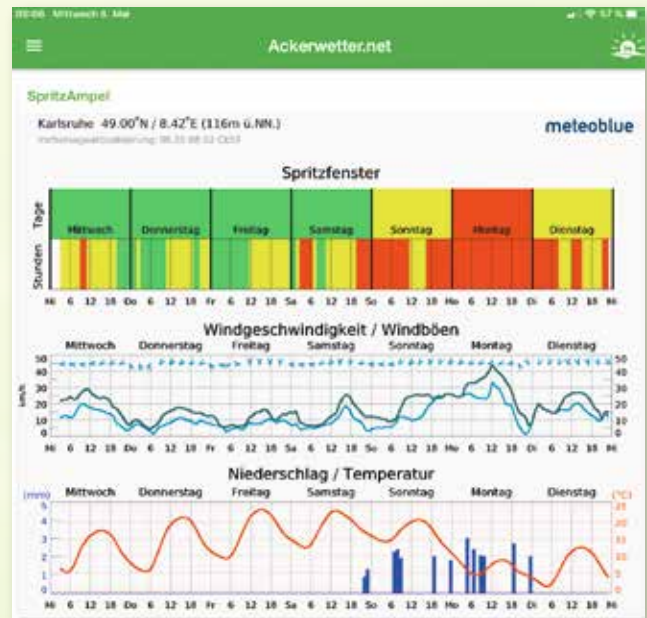 00:06 Mittwoch 6. Mai 57 %
Ackerwetter.net
SpritzAmpel
Karlsruhe 49.00°N / 8.42°E (116m ü.NN.)
meteoblue
Spritzfenster
Tage
Mittwoch Donnerstag Freitag Samstag Sonntag Montag Dienstag
Stunden
Mi 6 12 18 Do 6 12 18 Fr 6 12 18 Sa 6 12 18 So 6 12 18 Mo 6 12 18 Di 6 12 18 Mi
Windgeschwindigkeit / Windböen
Mittwoch Donnerstag Freitag Samstag Sonntag Montag Dienstag
km/h
50 50
40 40
30 30
20 20
10 10
0 0
Mi 6 12 18 Do 6 12 18 Fr 6 12 18 Sa 6 12 18 So 6 12 18 Mo 6 12 18 Di 6 12 18 Mi
Niederschlag / Temperatur
(mm) Mittwoch Donnerstag Freitag Samstag Sonntag Montag Dienstag (°C)
5 25
4 20
3 15
2 10
1 5
0 0
Mi 6 12 18 Do 6 12 18 Fr 6 12 18 Sa 6 12 18 So 6 12 18 Mo 6 12 18 Di 6 12 18 Mi